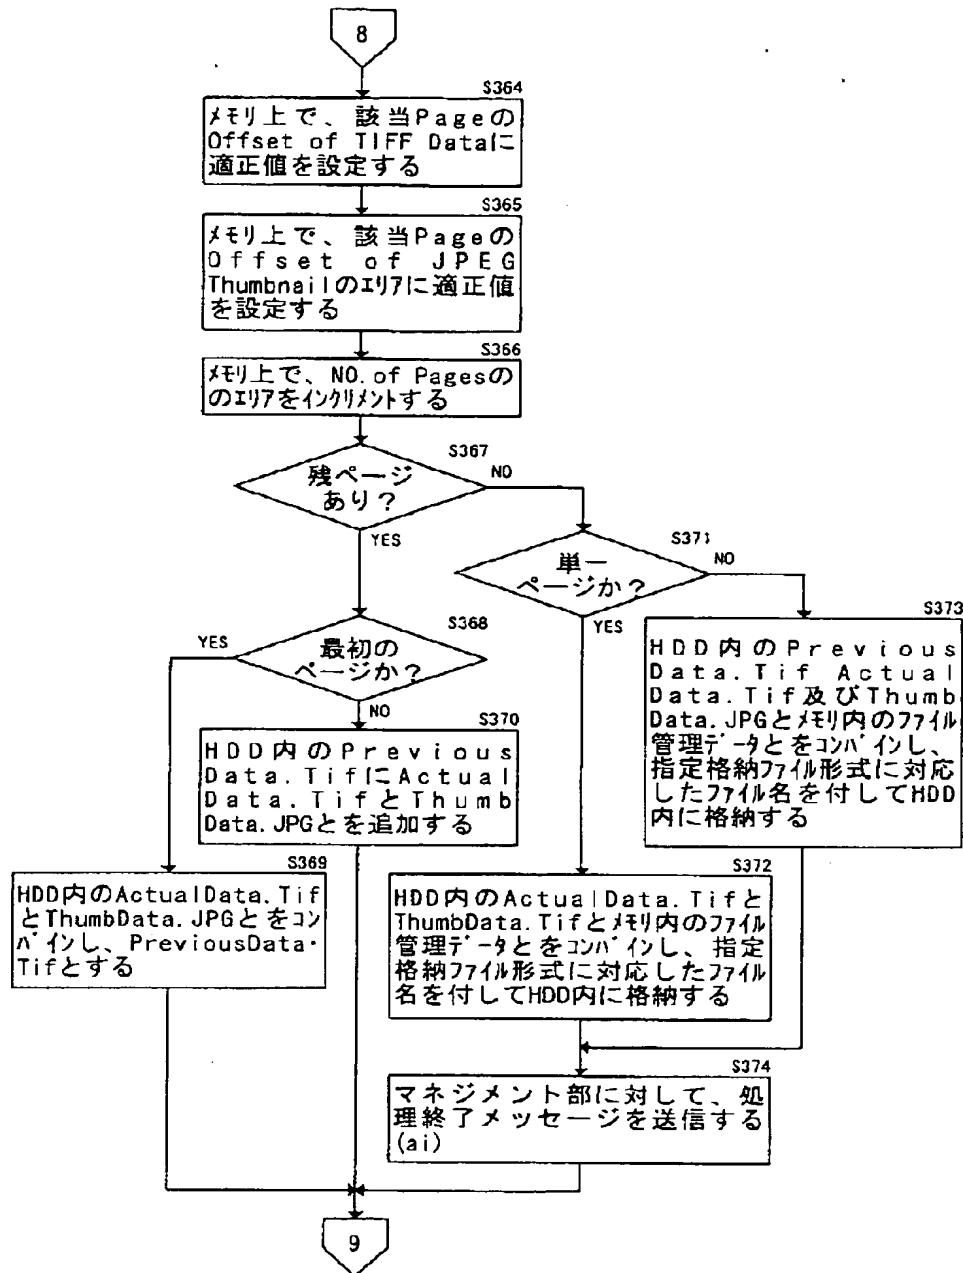 8
S364
メモリ上で、該当Pageの
Offset of TIFF Dataに
適正値を設定する
S365
メモリ上で、該当Pageの
Offset of JPEG
Thumbnailのエリアに適正値
を設定する
S366
メモリ上で、NO.of Pagesの
のエリアをインクリメントする
S367
残ページ
あり？
NO
YES
S371
単一
ページか？
NO
YES
S368
最初の
ページか？
YES
NO
S373
HDD内のPrevious
Data.Tif Actual
Data.Tif及びThumb
Data.JPGとメモリ内のファイル
管理データとをコンバインし、
指定格納ファイル形式に対応
したファイル名を付してHDD
内に格納する
S370
HDD内のPrevious
Data.TifにActual
Data.TifとThumb
Data.JPGとを追加する
S369
HDD内のActualData.Tif
とThumbData.JPGとをコン
バインし、PreviousData・
Tifとする
S372
HDD内のActualData.Tifと
ThumbData.Tifとメモリ内のファイル
管理データとをコンバインし、指定
格納ファイル形式に対応したファイル
名を付してHDD内に格納する
S374
マネジメント部に対して、処
理終了メッセージを送信する
(ai)
9